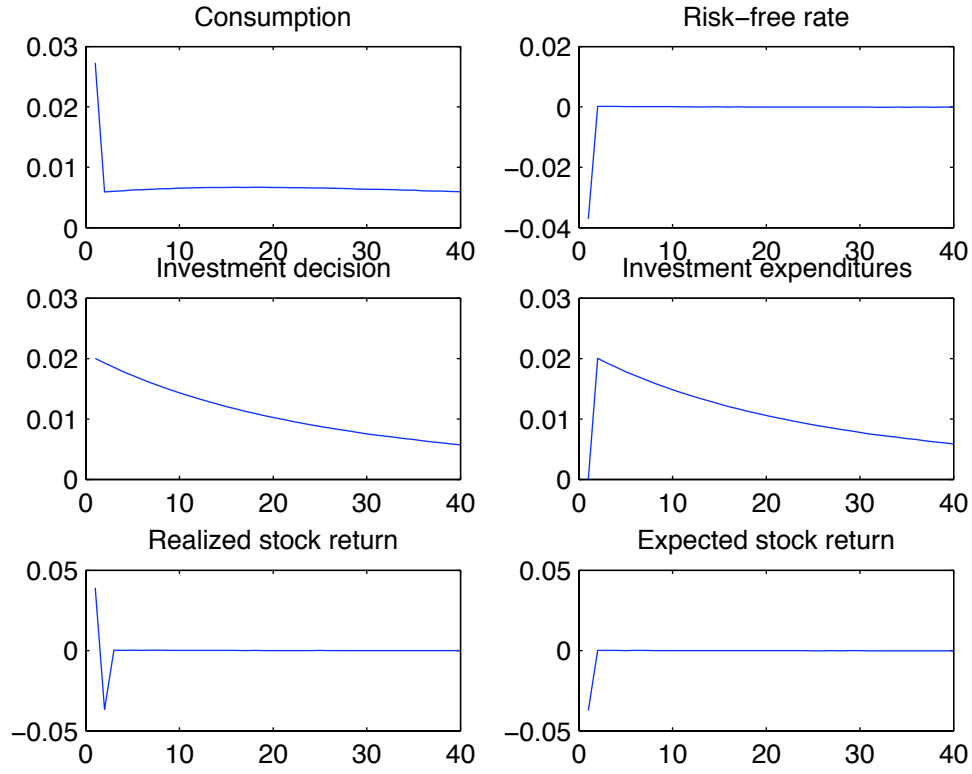 Consumption
0.03
0.02
0.01
0
0 10 20 30 40
Risk−free rate
0.02
0
−0.02
−0.04
0 10 20 30 40
Investment decision
0.03
0.02
0.01
0
0 10 20 30 40
Investment expenditures
0.03
0.02
0.01
0
0 10 20 30 40
Realized stock return
0.05
0
−0.05
0 10 20 30 40
Expected stock return
0.05
0
−0.05
0 10 20 30 40